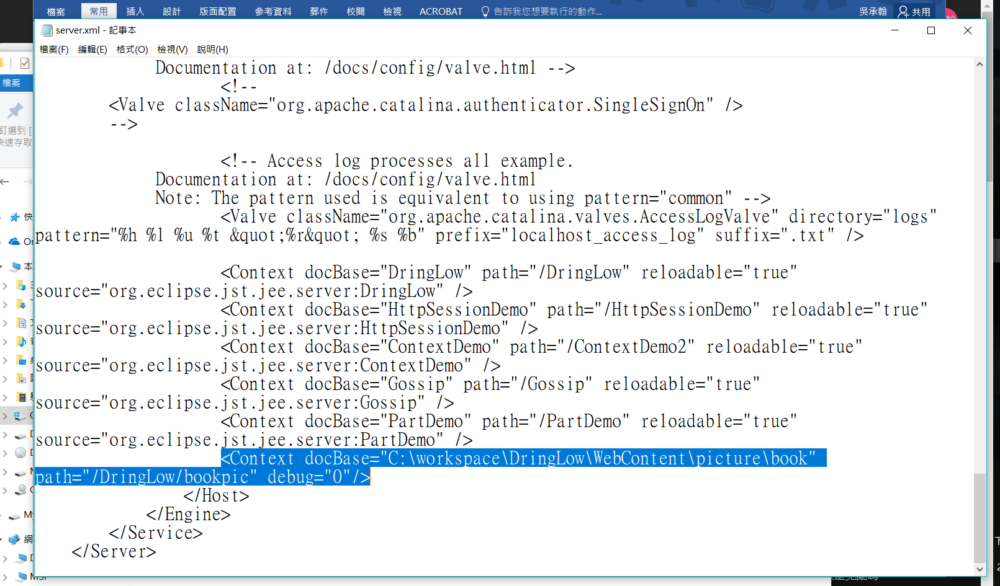 檔案 常用 插入 設計 版面配置 參考資料 郵件 校閱 檢視 ACROBAT 告訴我您想要執行的動作... 吳承翰 共用
server.xml - 記事本
檔案(F) 編輯(E) 格式(O) 檢視(V) 說明(H)
檔案
釘選到 [
快速存取
Documentation at: /docs/config/valve.html -->
<!--
<Valve className="org.apache.catalina.authenticator.SingleSignOn" />
-->
<!-- Access log processes all example.
Documentation at: /docs/config/valve.html
Note: The pattern used is equivalent to using pattern="common" -->
<Valve className="org.apache.catalina.valves.AccessLogValve" directory="logs"
pattern="%h %l %u %t &quot;%r&quot; %s %b" prefix="localhost_access_log" suffix=".txt" />
<Context docBase="DringLow" path="/DringLow" reloadable="true"
source="org.eclipse.jst.jee.server:DringLow" />
<Context docBase="HttpSessionDemo" path="/HttpSessionDemo" reloadable="true"
source="org.eclipse.jst.jee.server:HttpSessionDemo" />
<Context docBase="ContextDemo" path="/ContextDemo2" reloadable="true"
source="org.eclipse.jst.jee.server:ContextDemo" />
<Context docBase="Gossip" path="/Gossip" reloadable="true"
source="org.eclipse.jst.jee.server:Gossip" />
<Context docBase="PartDemo" path="/PartDemo" reloadable="true"
source="org.eclipse.jst.jee.server:PartDemo" />
<Context docBase="C:\workspace\DringLow\WebContent\picture\book"
path="/DringLow/bookpic" debug="0"/>
</Host>
</Engine>
</Service>
</Server>